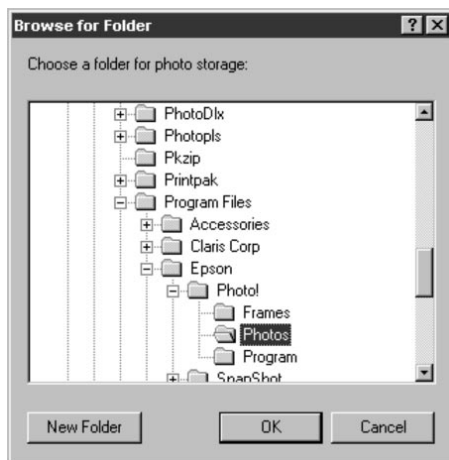 Browse for Folder
Choose a folder for photo storage:
PhotoDlx
Photopls
Pkzip
Printpak
Program Files
Accessories
Claris Corp
Epson
Photo!
Frames
Photos
Program
SnapShot
New Folder OK Cancel